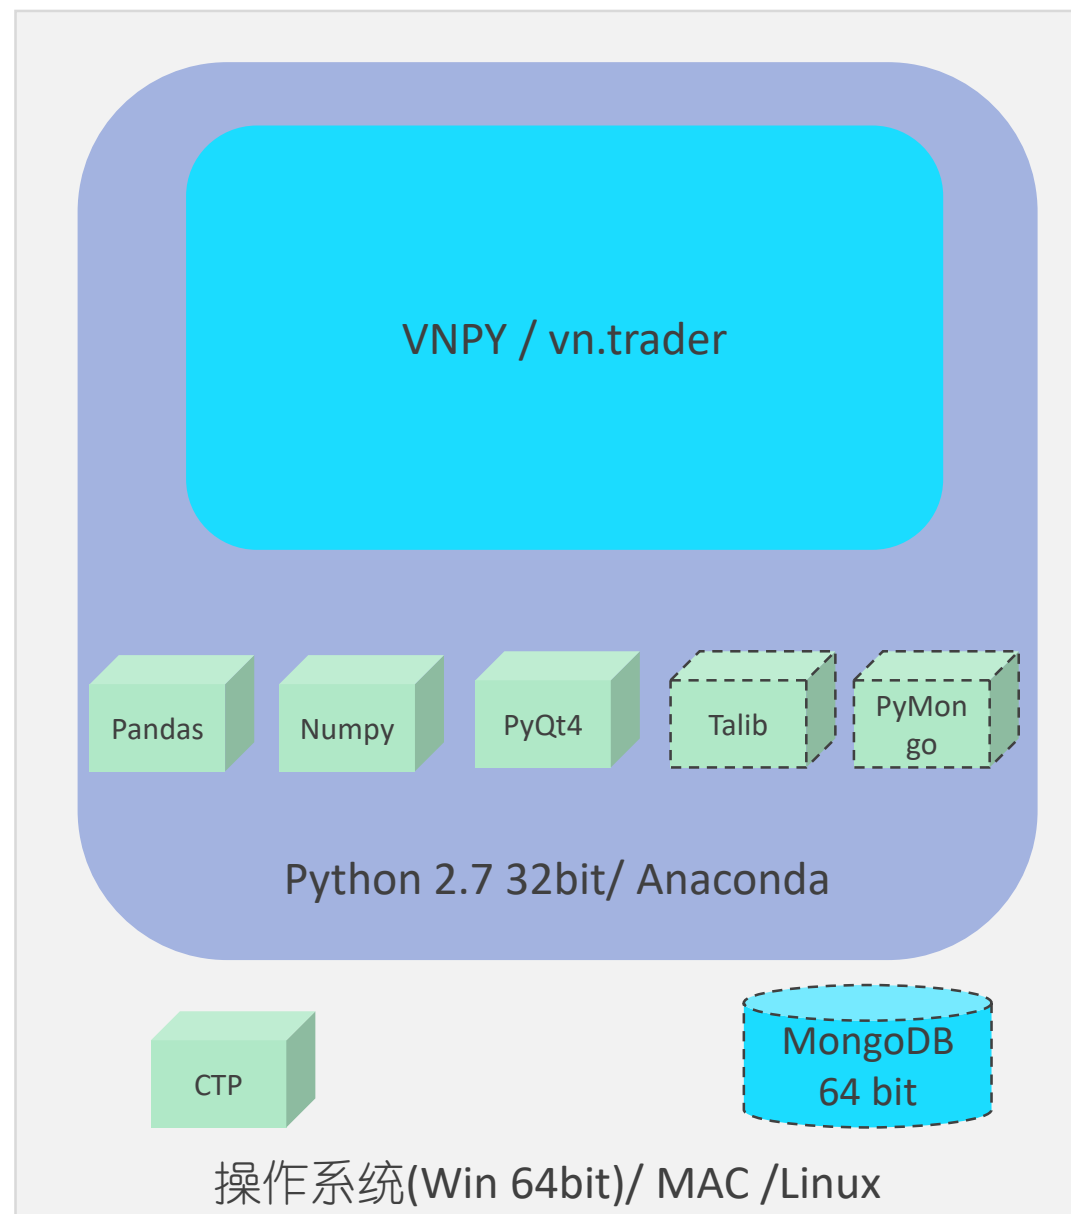 VNPY / vn.trader
Pandas
Numpy
PyQt4
Talib
PyMon
go
Python 2.7 32bit/ Anaconda
CTP
MongoDB
64 bit
操作系统(Win 64bit)/ MAC /Linux